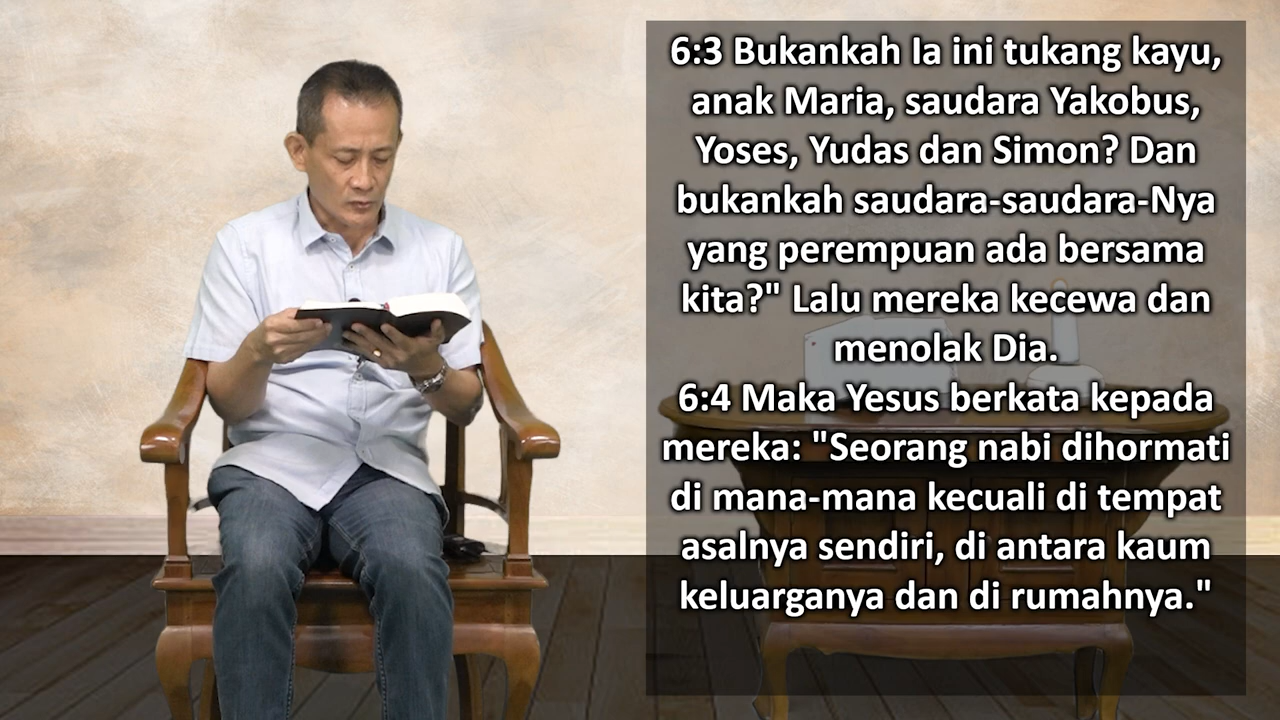 6:3 Bukankah Ia ini tukang kayu,
anak Maria, saudara Yakobus,
Yoses, Yudas dan Simon? Dan
bukankah saudara-saudara-Nya
yang perempuan ada bersama
kita?" Lalu mereka kecewa dan
menolak Dia.
6:4 Maka Yesus berkata kepada
mereka: "Seorang nabi dihormati
di mana-mana kecuali di tempat
asalnya sendiri, di antara kaum
keluarganya dan di rumahnya."